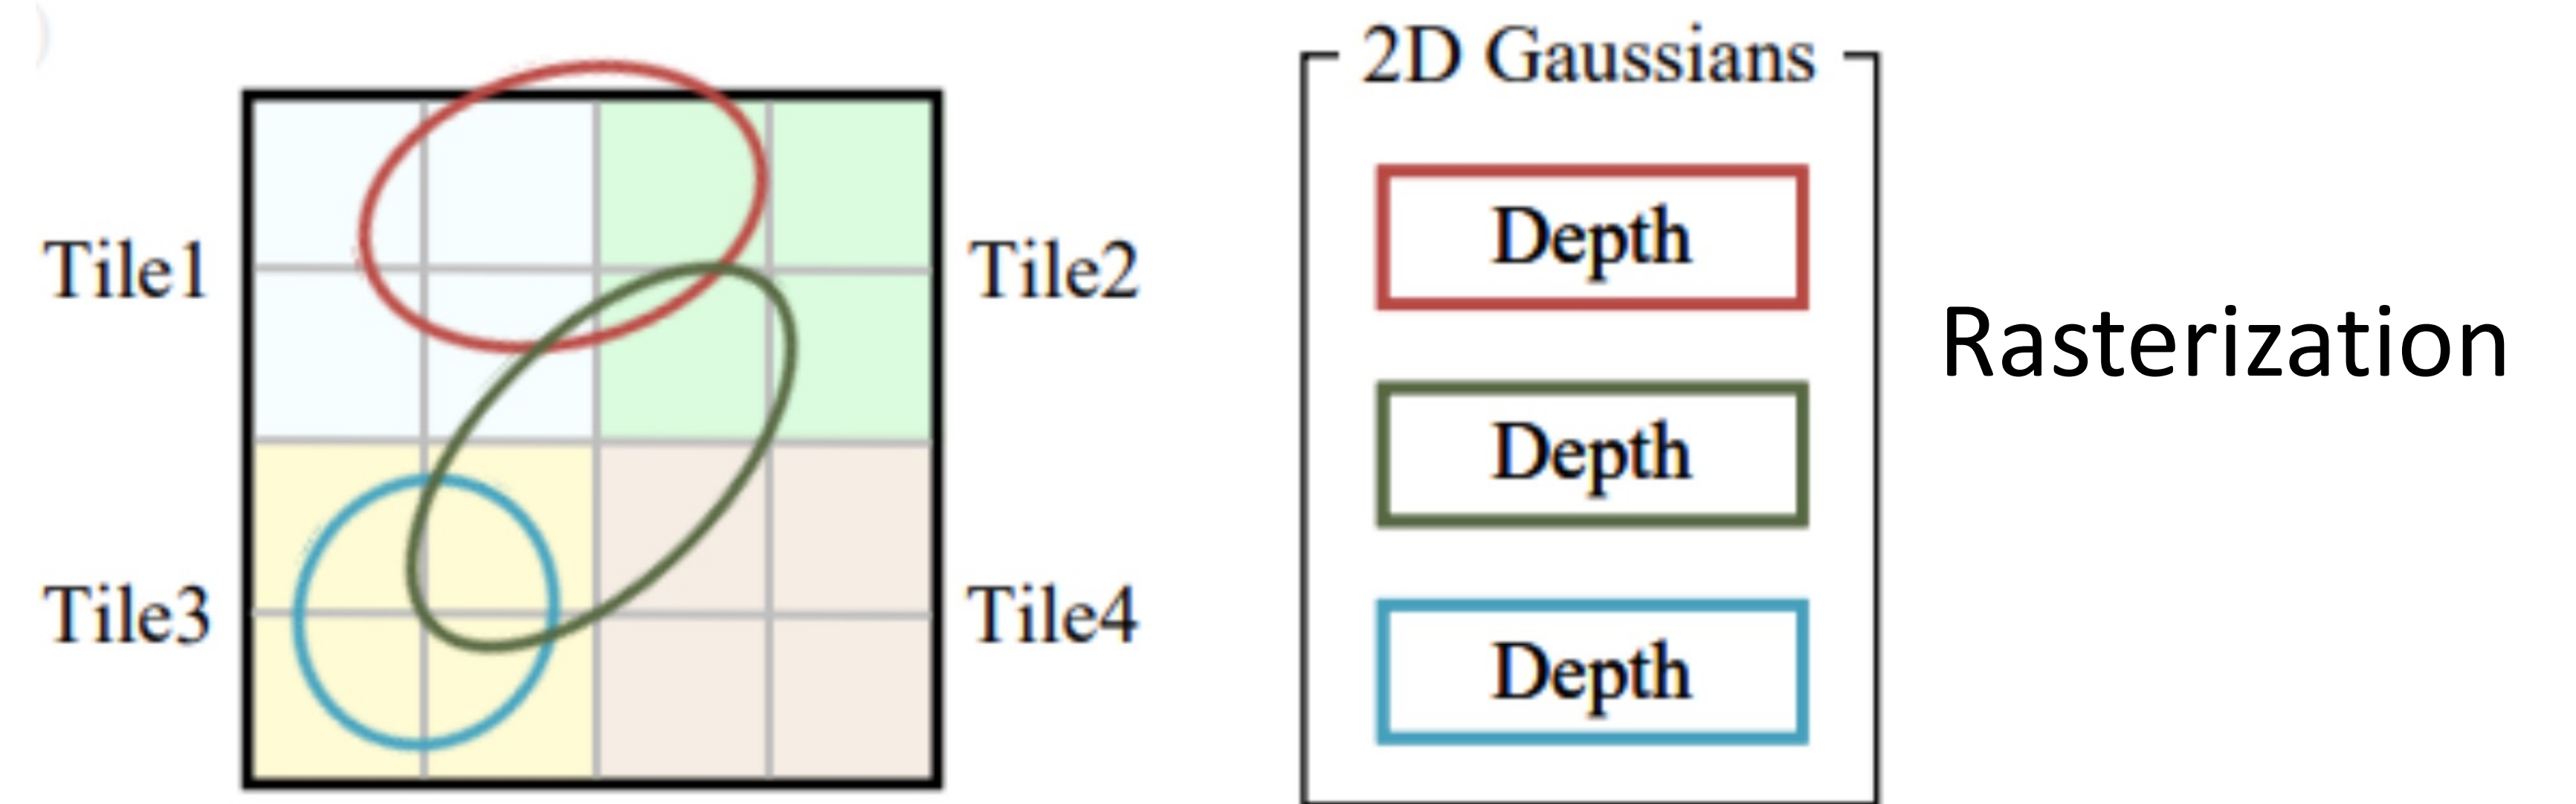 2D Gaussians
Tile1
Tile2
Tile3
Tile4
Depth
Depth
Depth
Rasterization